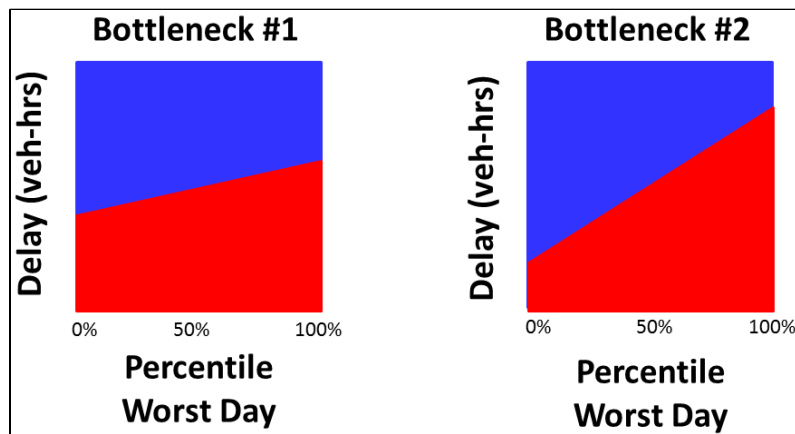 Bottleneck #1
Delay (veh-hrs)
0% 50% 100%
Percentile
Worst Day
Bottleneck #2
Delay (veh-hrs)
0% 50% 100%
Percentile
Worst Day